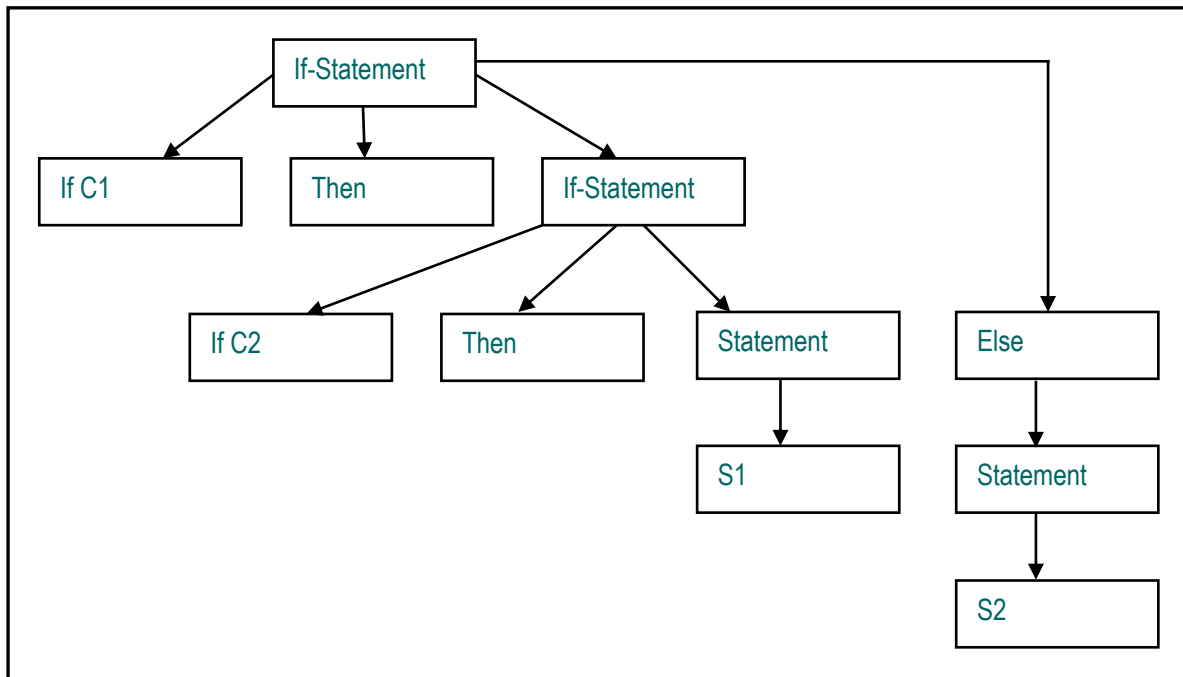 If-Statement
If C1
Then
If-Statement
If C2
Then
Statement
Else
S1
Statement
S2